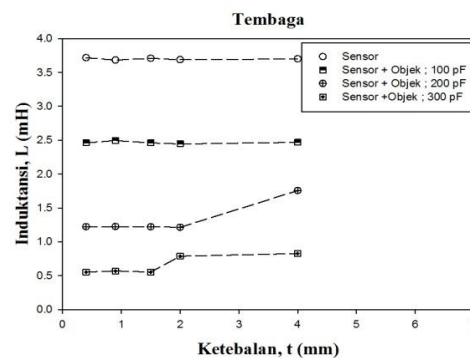 Tembaga
4.0
3.5
3.0
2.5
2.0
1.5
1.0
0.5
0.0
Induktansi, L (mH)
Sensor
Sensor + Objek ; 100 pF
Sensor + Objek ; 200 pF
Sensor +Objek ; 300 pF
0 1 2 3 4 5 6
Ketebalan, t (mm)